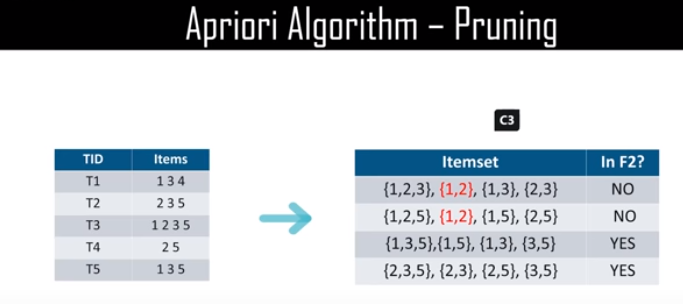 Apriori Algorithm – Pruning
C3
TID Items
T1 1 3 4
T2 2 3 5
T3 1 2 3 5
T4 2 5
T5 1 3 5
Itemset In F2?
{1,2,3}, {1,2}, {1,3}, {2,3} NO
{1,2,5}, {1,2}, {1,5}, {2,5} NO
{1,3,5},{1,5}, {1,3}, {3,5} YES
{2,3,5}, {2,3}, {2,5}, {3,5} YES